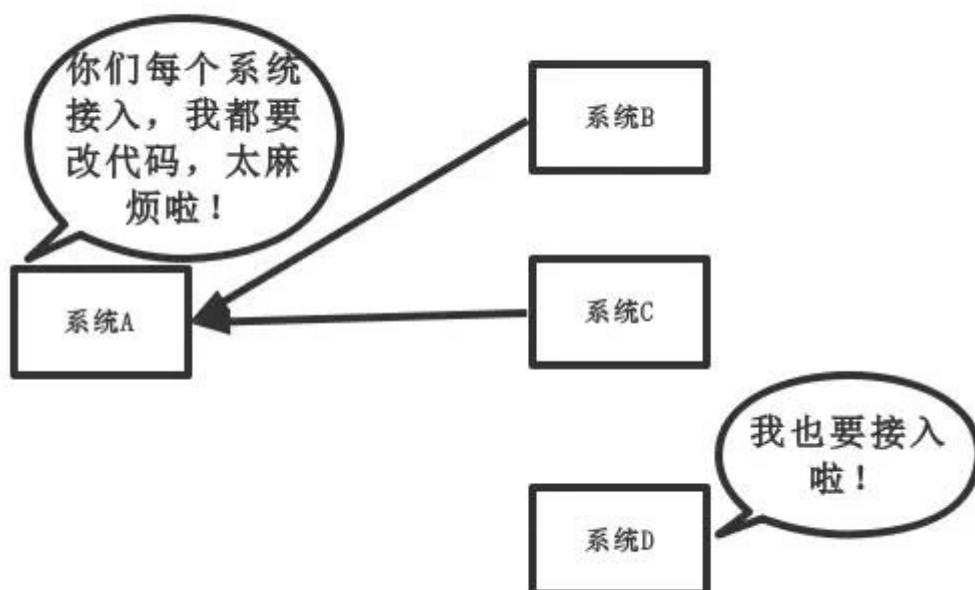 你们每个系统
接入，我都要
改代码，太麻
烦啦！
系统B
系统A
系统C
我也要接入
啦！
系统D